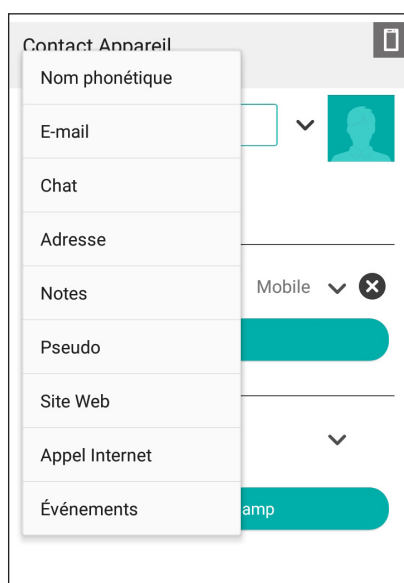 Contact Appareil
Nom phonétique
E-mail
Chat
Adresse
Notes
Mobile
Pseudo
Site Web
Appel Internet
Événements
amp